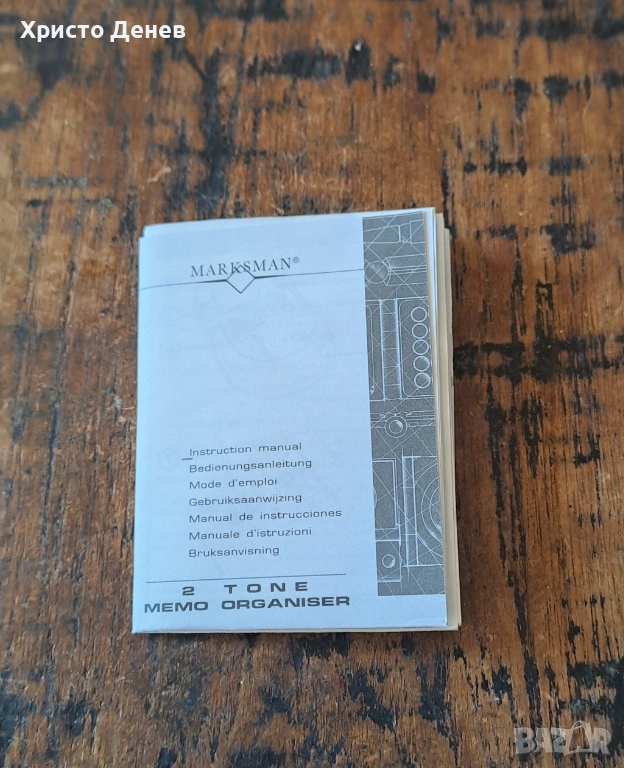 Христо Денев
MARKSMAN®
Instruction manual
Bedienungsanleitung
Mode d'emploi
Gebruiksaanwijzing
Manual de instrucciones
Manuale d'istruzioni
Bruksanvisning
2 TONE
MEMO ORGANISER
BAZAR